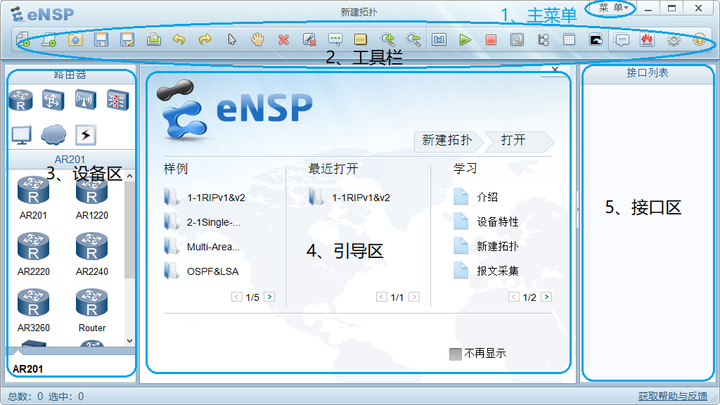 eNSP
新建拓扑
1、主菜单
菜 单
2、工具栏
路由器
AR201
3、设备区
AR201
AR1220
AR2220
AR2240
AR3260
Router
AR201
eNSP
新建拓扑
打开
样例
1-1RIPv1&v2
2-1Single-...
Multi-Area...
OSPF&LSA
1/5
最近打开
1-1RIPv1&v2
1/1
学习
介绍
设备特性
新建拓扑
报文采集
1/2
4、引导区
不再显示
接口列表
5、接口区
总数: 0 选中: 0
获取帮助与反馈